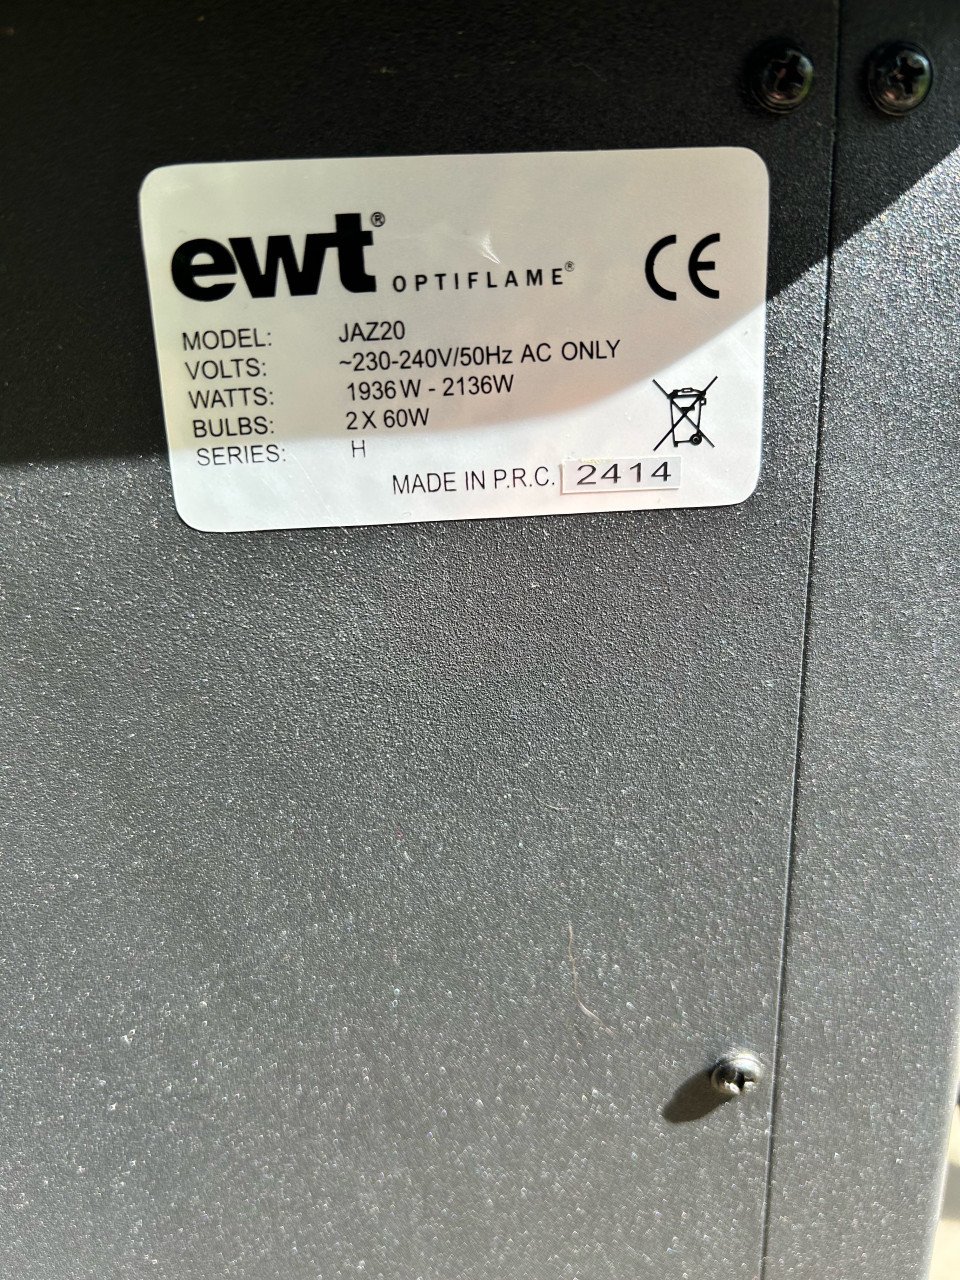 ewt® OPTIFLAME® CE
MODEL: JAZ20
VOLTS: ~230-240V/50Hz AC ONLY
WATTS: 1936W - 2136W
BULBS: 2 X 60W
SERIES: H
MADE IN P.R.C. 2414